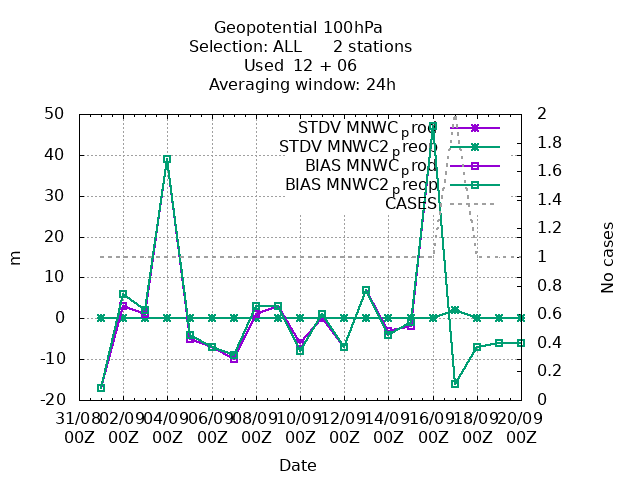 Geopotential 100hPa
Selection: ALL 2 stations
Used 12 + 06
Averaging window: 24h
50
40
30
20
10
0
-10
-20
m
2
1.8
1.6
1.4
1.2
1
0.8
0.6
0.4
0.2
0
No cases
STDV MNWC_prod
STDV MNWC2_preop
BIAS MNWC_prod
BIAS MNWC2_preop
CASES
31/08 02/09 04/09 06/09 08/09 10/09 12/09 14/09 16/09 18/09 20/09
00Z 00Z 00Z 00Z 00Z 00Z 00Z 00Z 00Z 00Z 00Z
Date